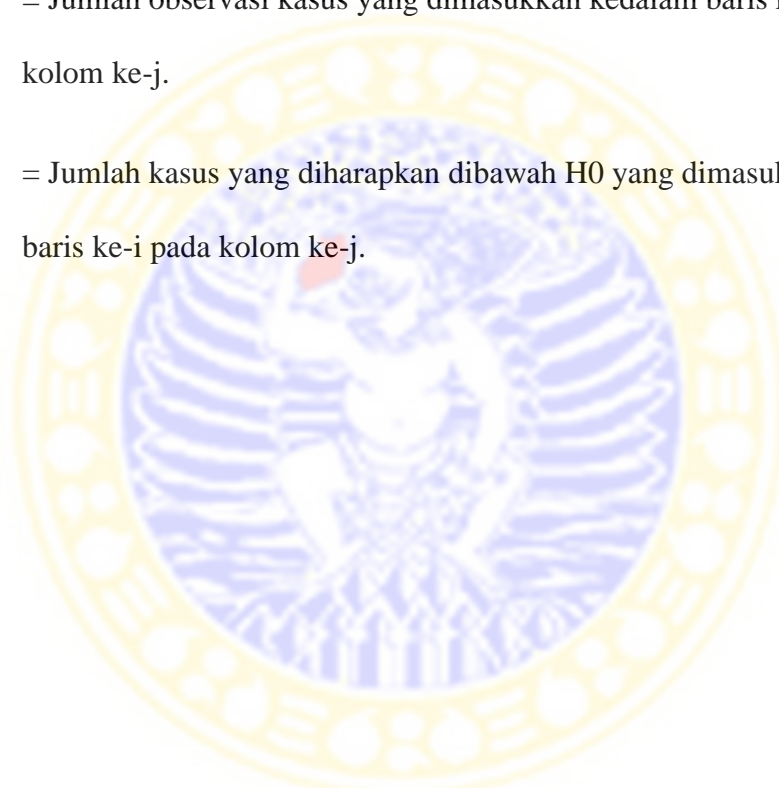 = Jumlah observasi kasus yang dimasukkan kedalam baris
kolom ke-j.
= Jumlah kasus yang diharapkan dibawah H0 yang
baris ke-i pada kolom ke-j.